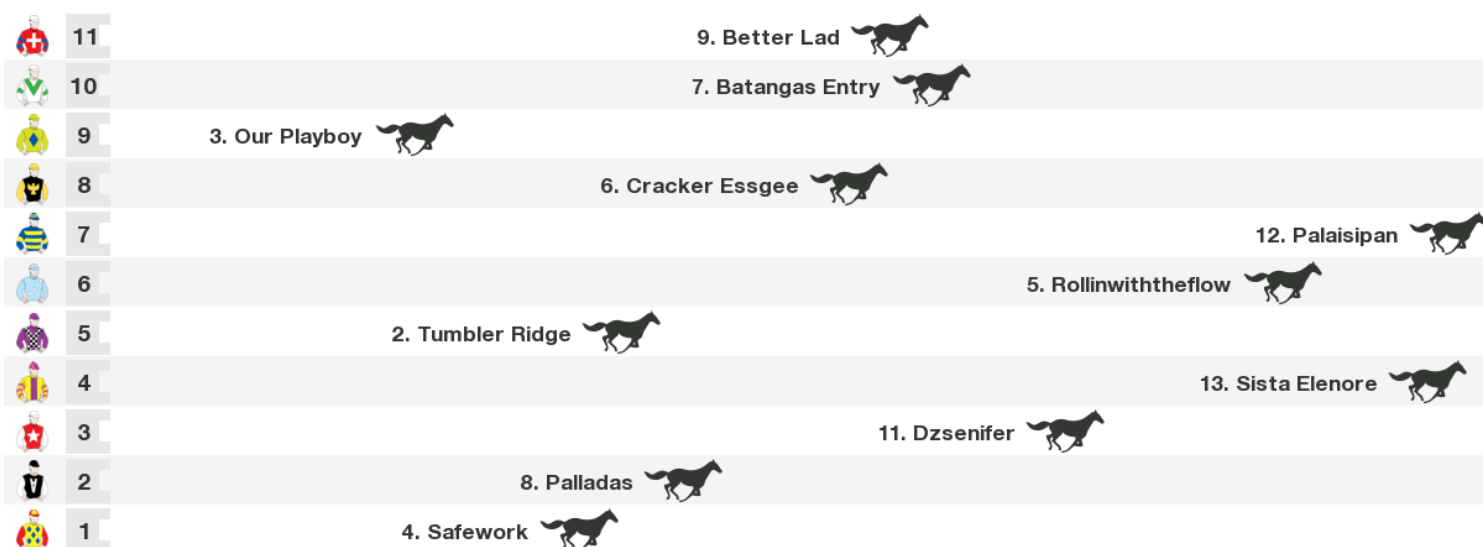 11 9. Better Lad
10 7. Batangas Entry
9 3. Our Playboy
8 6. Cracker Essgee
7 12. Palaisipan
6 5. Rollinwiththeflow
5 2. Tumbler Ridge
4 13. Sista Elenore
3 11. Dzsenifer
2 8. Palladas
1 4. Safework